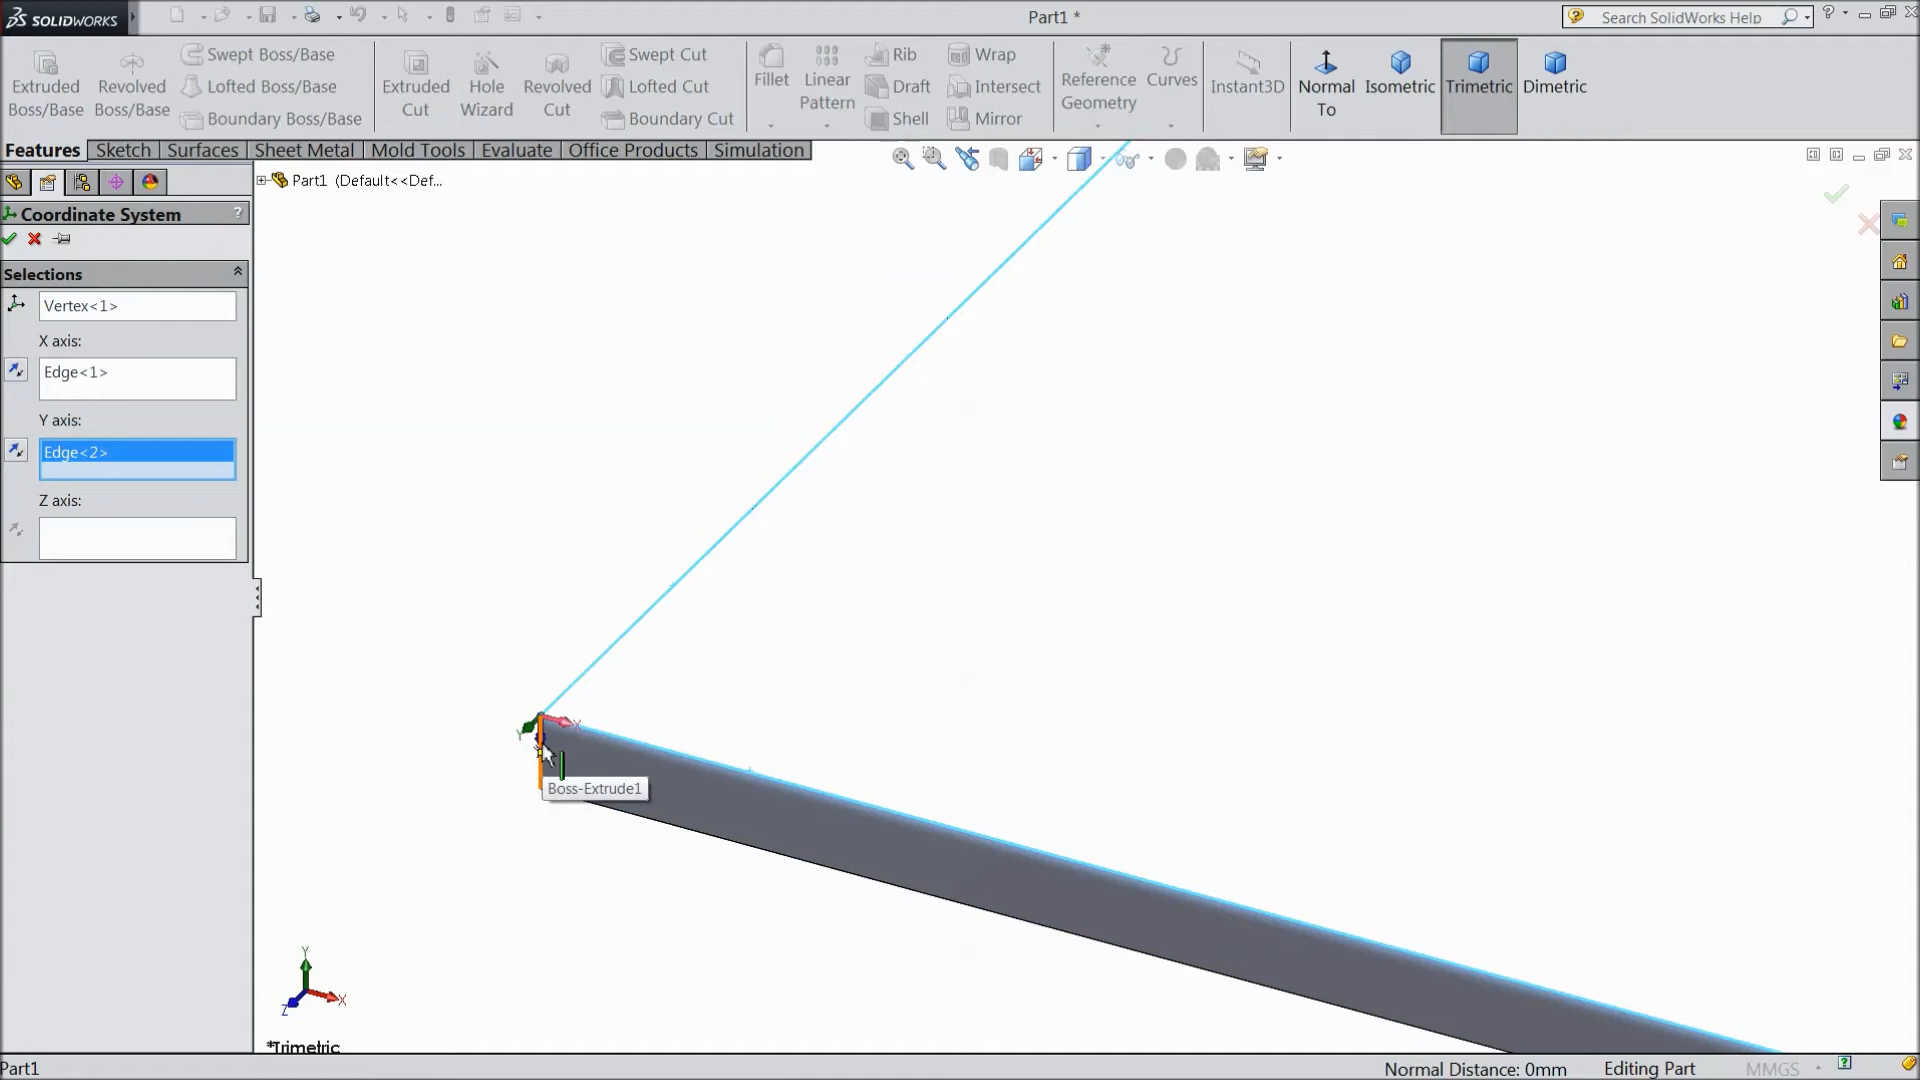 SOLIDWORKS
Part1 *
Search SolidWorks Help
Extruded Boss/Base
Revolved Boss/Base
Swept Boss/Base
Lofted Boss/Base
Boundary Boss/Base
Extruded Cut
Hole Wizard
Revolved Cut
Swept Cut
Lofted Cut
Boundary Cut
Fillet
Linear Pattern
Rib
Draft
Shell
Wrap
Intersect
Mirror
Reference Geometry
Curves
Instant3D
Normal To
Isometric
Trimetric
Dimetric
Features
Sketch
Surfaces
Sheet Metal
Mold Tools
Evaluate
Office Products
Simulation
Part1 (Default<<Def...
Coordinate System
?
Selections
Vertex<1>
X axis:
Edge<1>
Y axis:
Edge<2>
Z axis:
X
Y
Boss-Extrude1
Y
X
Z
*Trimetric
Part1
Normal Distance: 0mm
Editing Part
MMGS